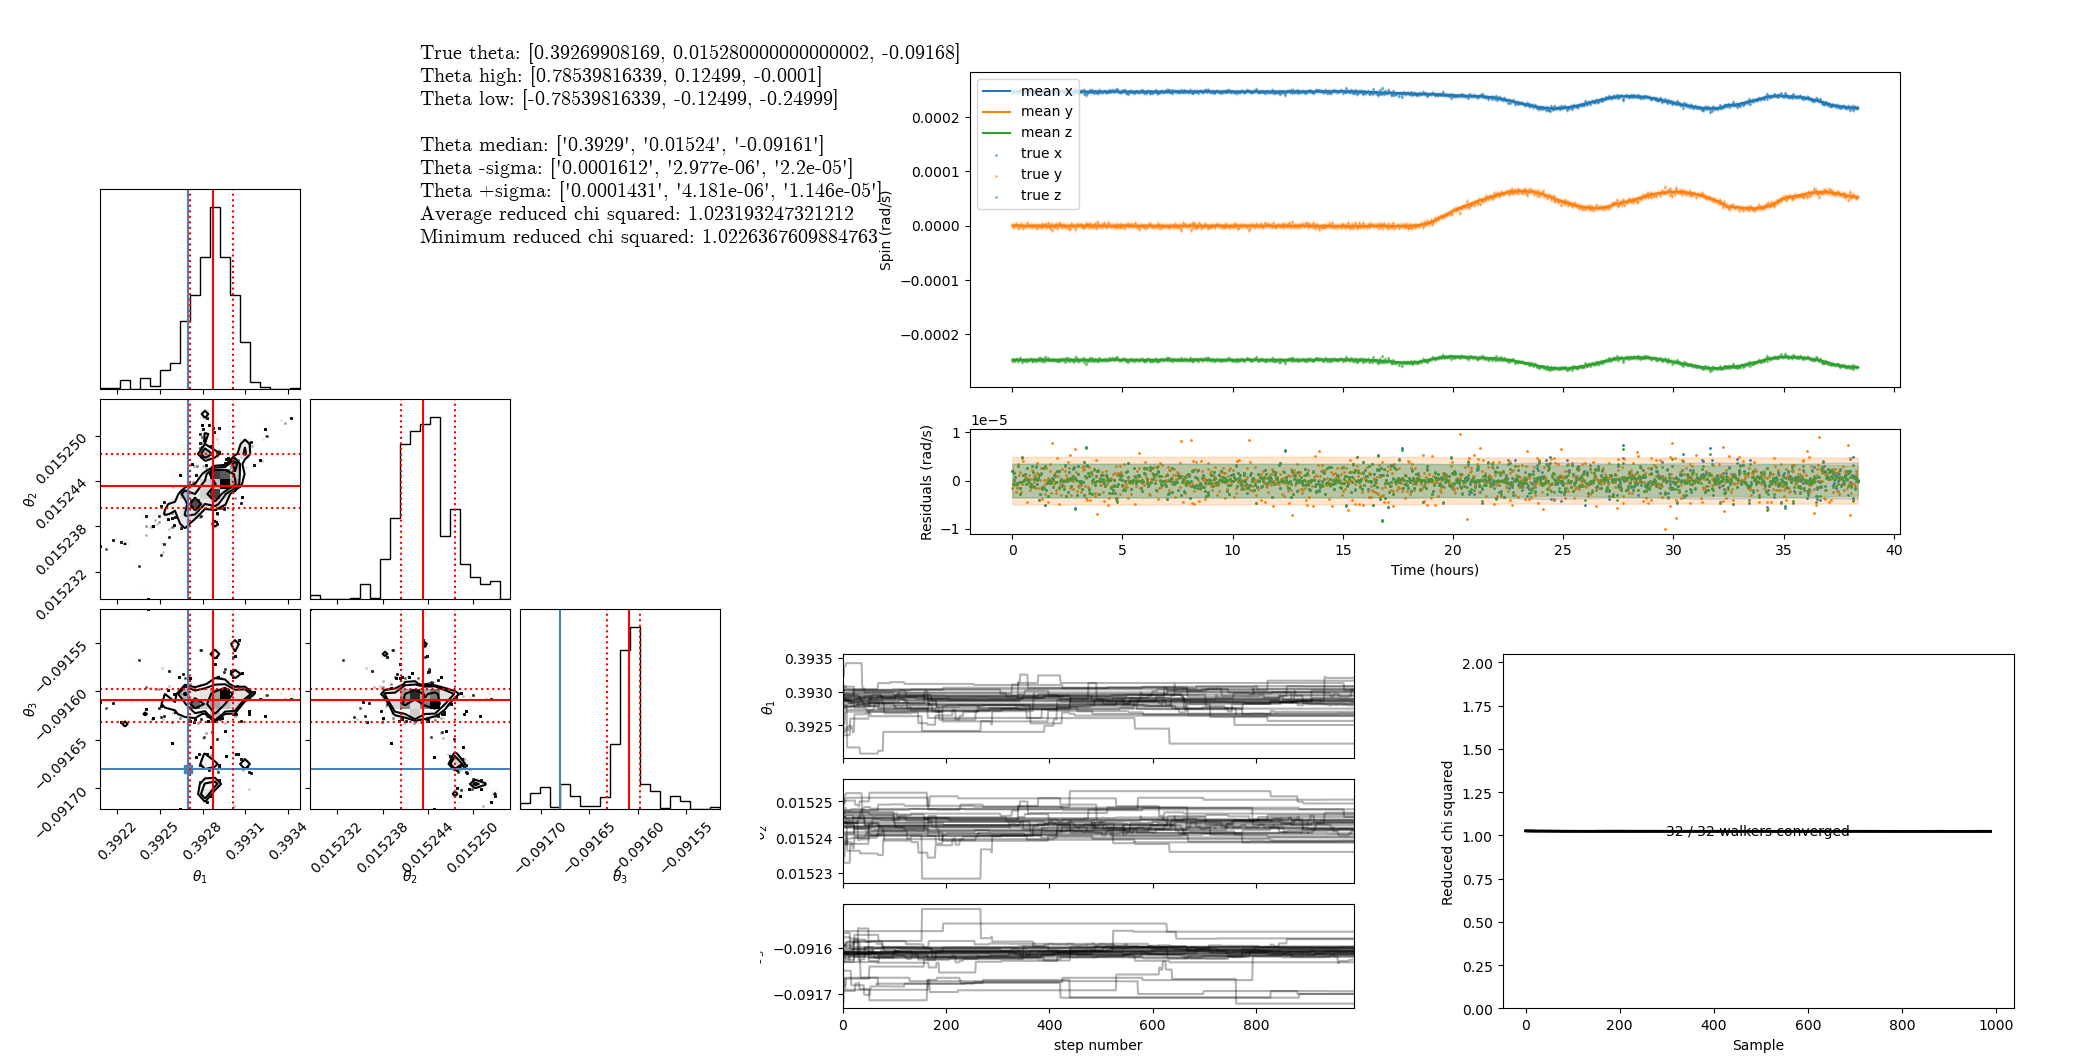 True theta: [0.39269908169, 0.015280000000000002, -0.09168]
Theta high: [0.78539816339, 0.12499, -0.0001]
Theta low: [-0.78539816339, -0.12499, -0.24999]
Theta median: ['0.3929', '0.01524', '-0.09161']
Theta -sigma: ['0.0001612', '2.977e-06', '2.2e-05']
Theta +sigma: ['0.0001431', '4.181e-06', '1.146e-05']
Average reduced chi squared: 1.023193247321212
Minimum reduced chi squared: 1.0226367609884763
mean x
mean y
mean z
true x
true y
true z
Spin (rad/s)
0.0002
0.0001
0.0000
−0.0001
−0.0002
1e−5
Residuals (rad/s)
1
0
−1
0 5 10 15 20 25 30 35 40
Time (hours)
θ2
0.015250
0.015244
0.015238
0.015232
θ3
−0.09155
−0.09160
−0.09165
−0.09170
0.3922 0.3925 0.3928 0.3931 0.3934
θ1
0.015232 0.015238 0.015244 0.015250
θ2
−0.09170 −0.09165 −0.09160 −0.09155
θ3
θ1
0.3935
0.3930
0.3925
0.01525
0.01524
0.01523
−0.0916
−0.0917
0 200 400 600 800
step number
Reduced chi squared
2.00
1.75
1.50
1.25
1.00
0.75
0.50
0.25
0.00
32 / 32 walkers converged
0 200 400 600 800 1000
Sample